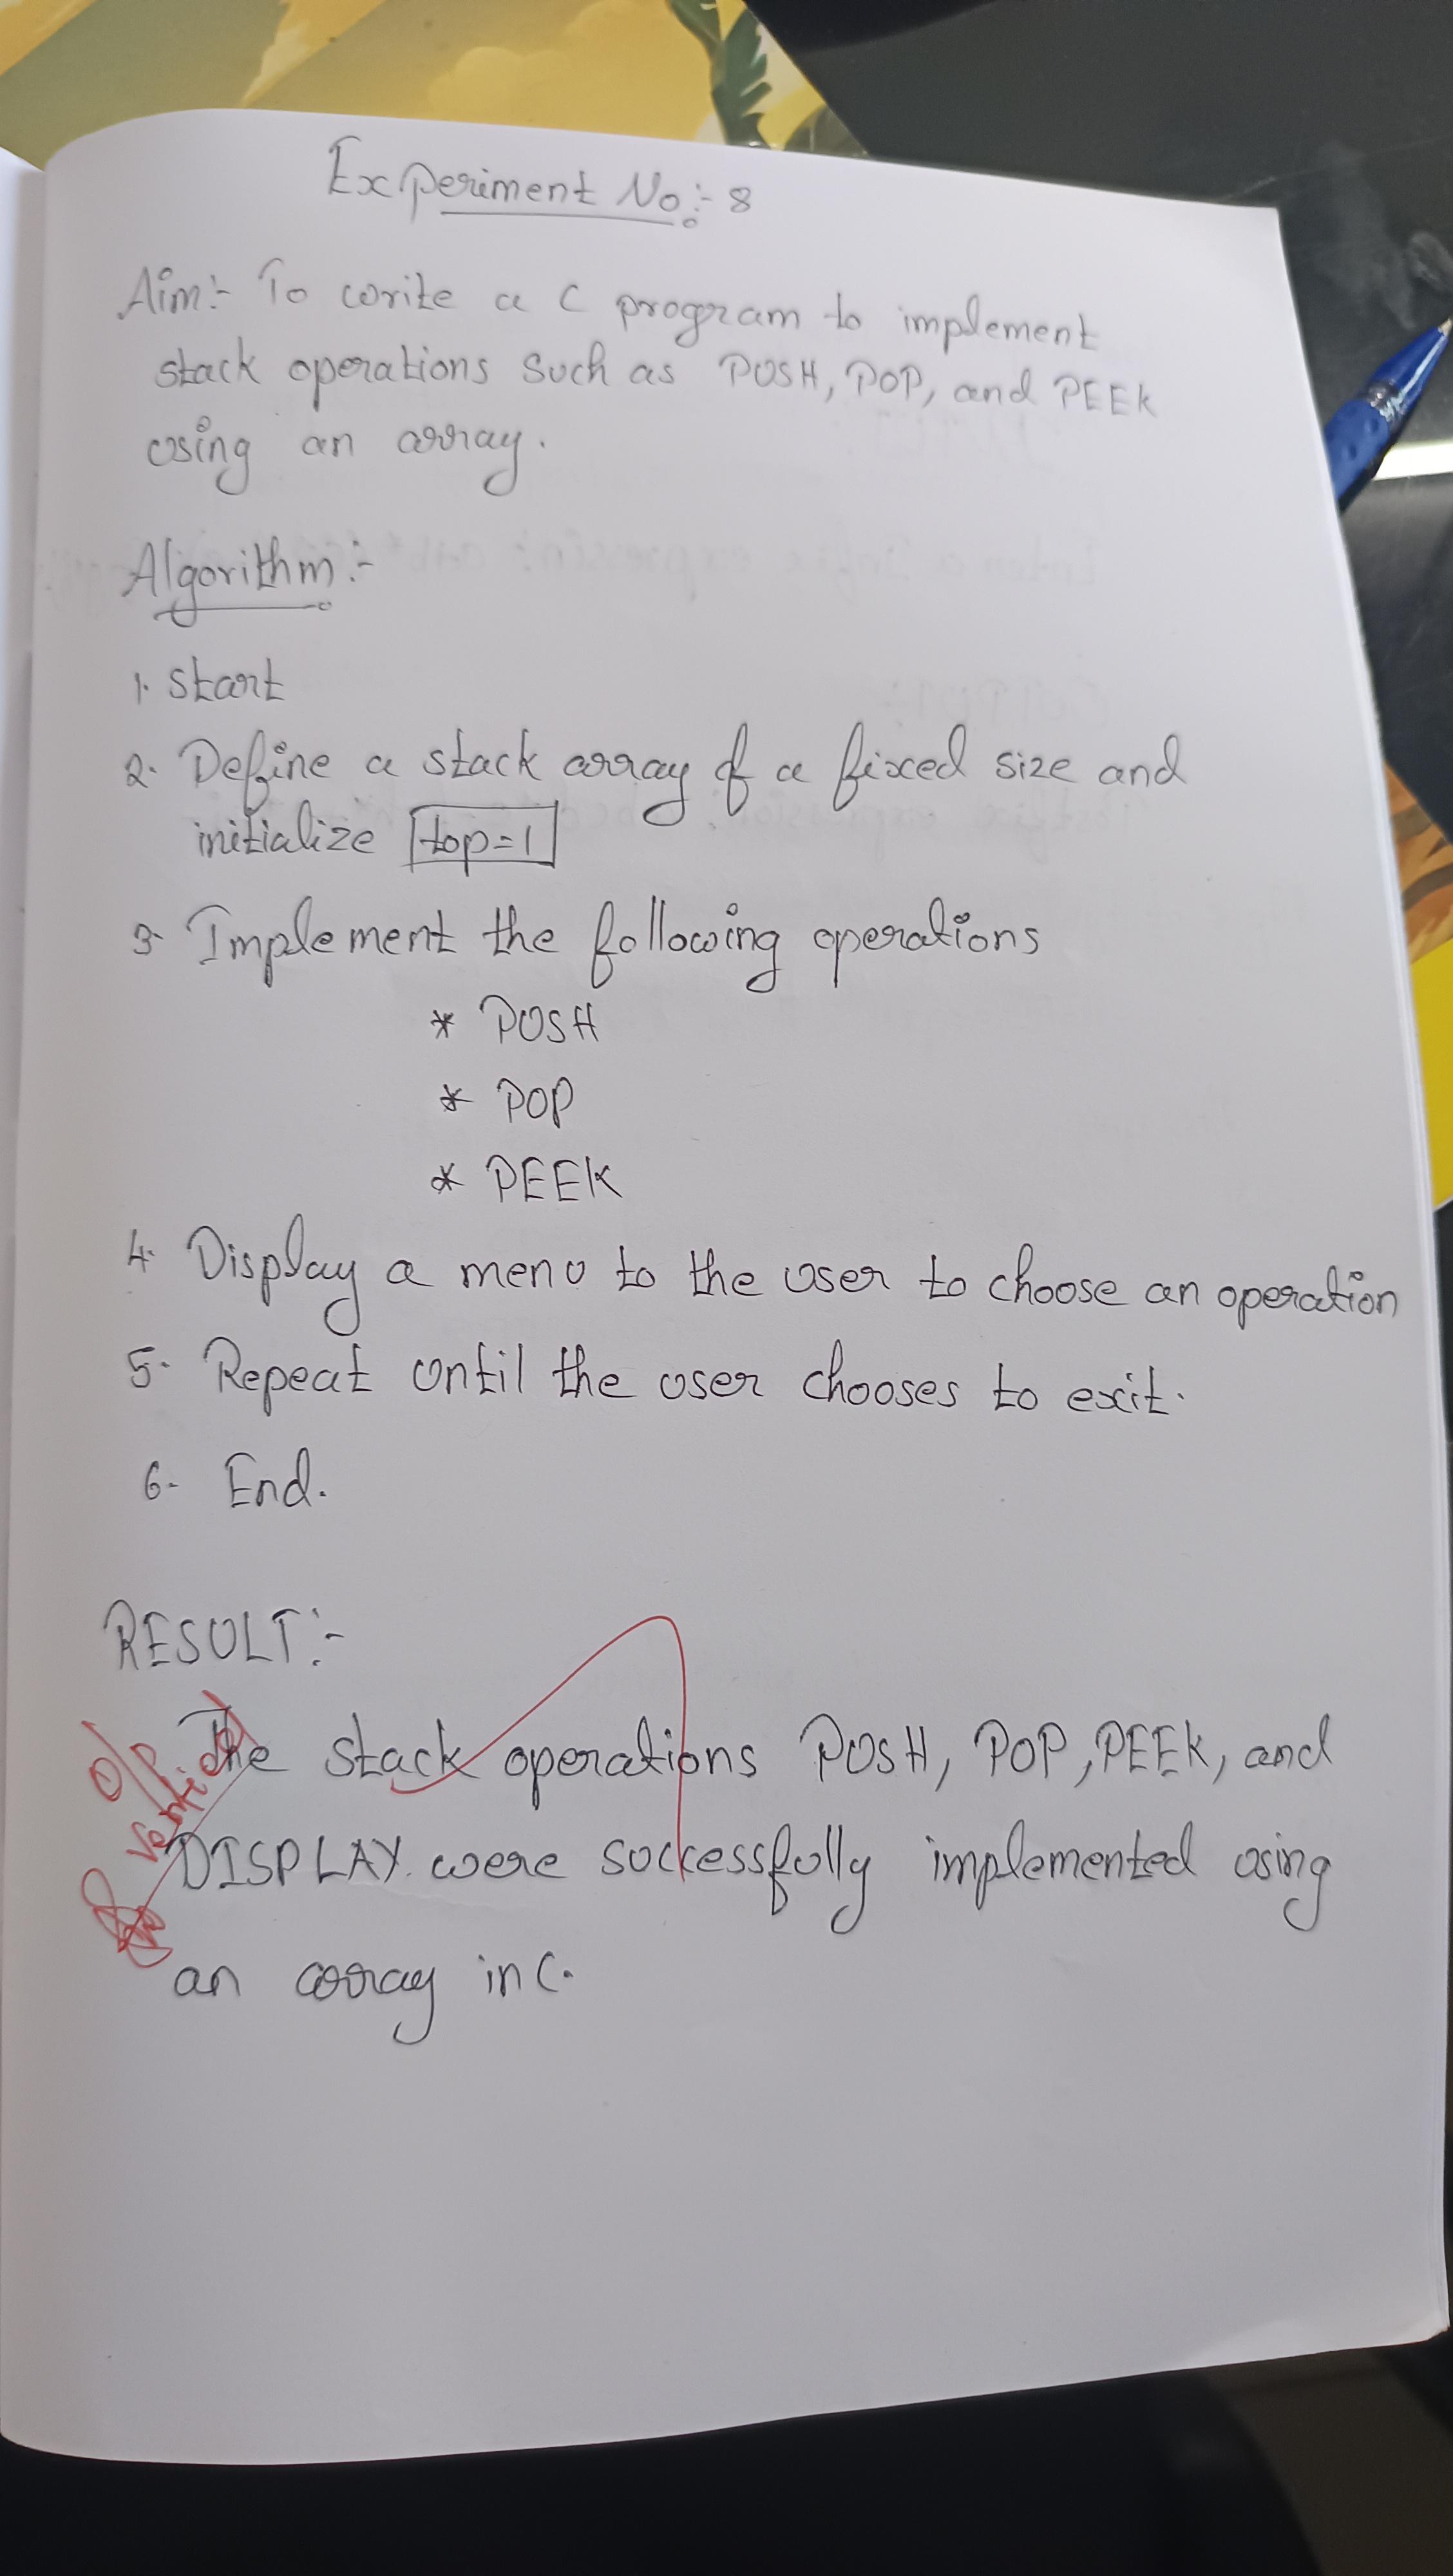 Experiment No:- 8
Aim:- To write a C program to implement
stack operations such as PUSH, POP, and PEEK
using an array.
Algorithm:-
1. Start
2. Define a stack array of a fixed size and
initialize top=1
3. Implement the following operations
* PUSH
* POP
* PEEK
4. Display a menu to the user to choose an operation
5. Repeat until the user chooses to exit.
6. End.
RESULT:-
The stack operations PUSH, POP, PEEK, and
DISPLAY. were successfully implemented using
an array in C.
O/P
Verified